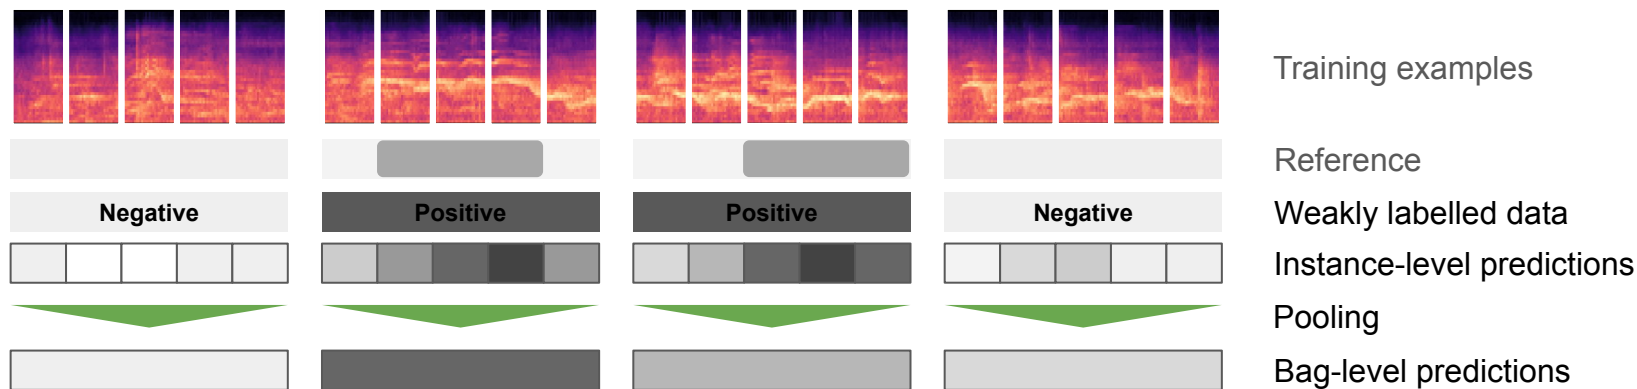 Training examples
Reference
Negative
Positive
Positive
Negative
Weakly labelled data
Instance-level predictions
Pooling
Bag-level predictions